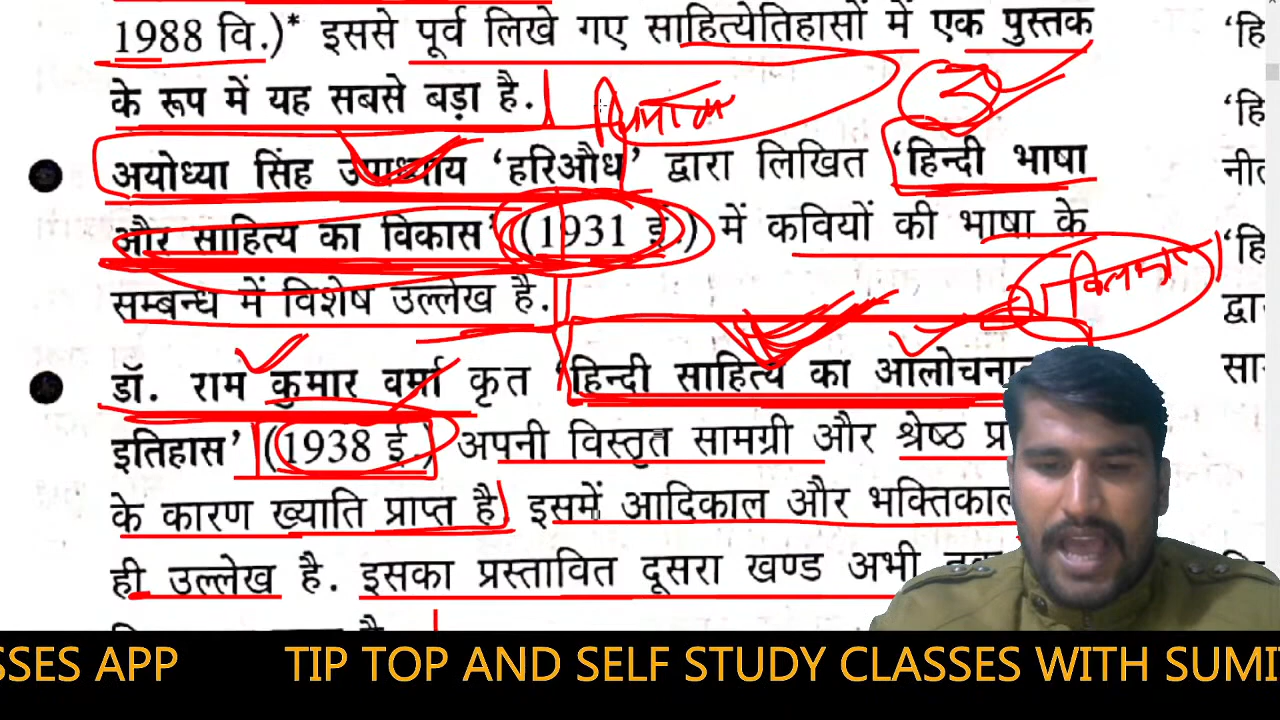 1988 वि.)* इससे पूर्व लिखे गए साहित्येतिहासों में एक पुस्तक
के रूप में यह सबसे बड़ा है.
● अयोध्या सिंह उपाध्याय ‘हरिऔध’ द्वारा लिखित ‘हिन्दी भाषा
और साहित्य का विकास’ (1931 ई.) में कवियों की भाषा के
सम्बन्ध में विशेष उल्लेख है.
● डॉ. राम कुमार वर्मा कृत ‘हिन्दी साहित्य का
इतिहास’ (1938 ई.) अपनी विस्तृत सामग्री और श्रेष्ठ
के कारण ख्याति प्राप्त है इसमें आदिकाल और भक्तिकाल
ही उल्लेख है. इसका प्रस्तावित दूसरा खण्ड अभी
‘हि
‘हि
‘हि
SSES APP TIP TOP AND SELF STUDY CLASSES WITH SUMI